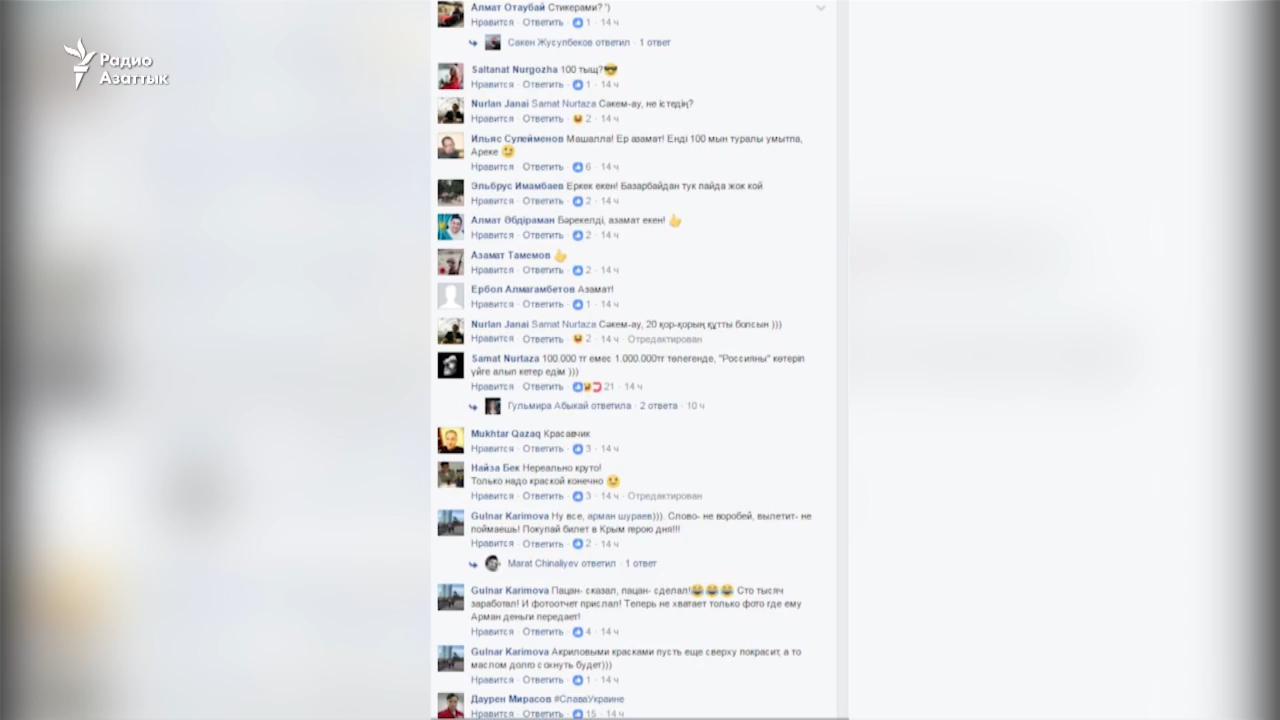 Радио
Азаттык
Алмат Отаубай Стикерами? ')
Нравится · Ответить · 1 · 14 ч
Сакен Жусупбеков ответил · 1 ответ
Saltanat Nurgozha 100 тыщ?😎
Нравится · Ответить · 1 · 14 ч
Nurlan Janai Samat Nurtaza Сәкем-ау, не істедің?
Нравится · Ответить · 2 · 14 ч
Ильяс Сулейменов Машалла! Ер азамат! Енді 100 мын туралы умытпа,
Ареке 😉
Нравится · Ответить · 6 · 14 ч
Эльбрус Имамбаев Еркек екен! Базарбайдан тук пайда жок кой
Нравится · Ответить · 2 · 14 ч
Алмат Әбдіраман Бәрекелді, азамат екен! 👍
Нравится · Ответить · 2 · 14 ч
Азамат Тамемов 👍
Нравится · Ответить · 2 · 14 ч
Ербол Алмагамбетов Азамат!
Нравится · Ответить · 1 · 14 ч
Nurlan Janai Samat Nurtaza Сәкем-ау, 20 қор-қорың құтты болсын )))
Нравится · Ответить · 2 · 14 ч · Отредактирован
Samat Nurtaza 100.000 тг емес 1.000.000тг төлегенде, "Россияны" көтеріп
үйге алып кетер едім )))
Нравится · Ответить · 21 · 14 ч
Гульмира Абыкай ответила · 2 ответа · 10 ч
Mukhtar Qazaq Красавчик
Нравится · Ответить · 3 · 14 ч
Найза Бек Нереально круто!
Только надо краской конечно 😉
Нравится · Ответить · 3 · 14 ч · Отредактирован
Gulnar Karimova Ну все, арман шураев))). Слово- не воробей, вылетит- не
поймаешь! Покупай билет в Крым герою дня!!!
Нравится · Ответить · 2 · 14 ч
Marat Chinaliyev ответил · 1 ответ
Gulnar Karimova Пацан- сказал, пацан- сделал!😂😂😂 Сто тысяч
заработал! И фотоотчет прислал! Теперь не хватает только фото где ему
Арман деньги передает!
Нравится · Ответить · 4 · 14 ч
Gulnar Karimova Акриловыми красками пусть еще сверху покрасит, а то
маслом долго сохнуть будет)))
Нравится · Ответить · 1 · 14 ч
Даурен Мирасов #СлаваУкраине
Нравится · Ответить · 15 · 14 ч